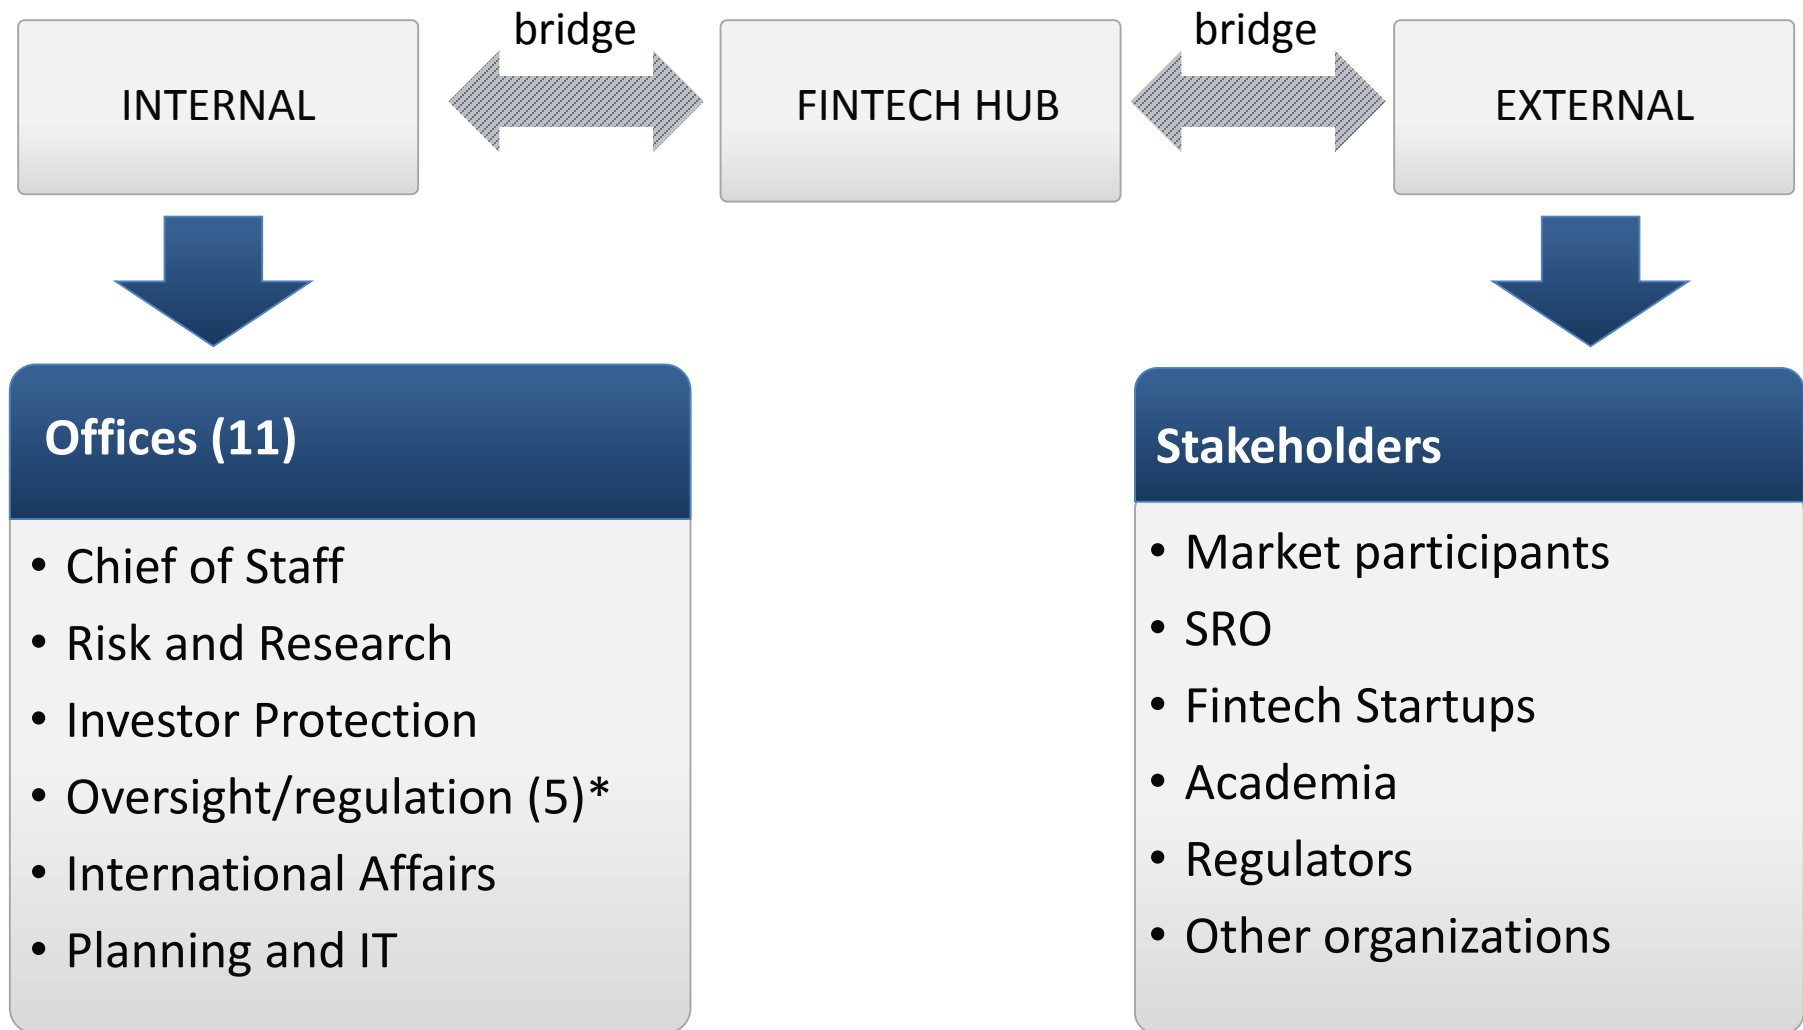 bridge
bridge
INTERNAL
FINTECH HUB
EXTERNAL
Offices (11)
• Chief of Staff
• Risk and Research
• Investor Protection
• Oversight/regulation (5)*
• International Affairs
• Planning and IT
Stakeholders
• Market participants
• SRO
• Fintech Startups
• Academia
• Regulators
• Other organizations